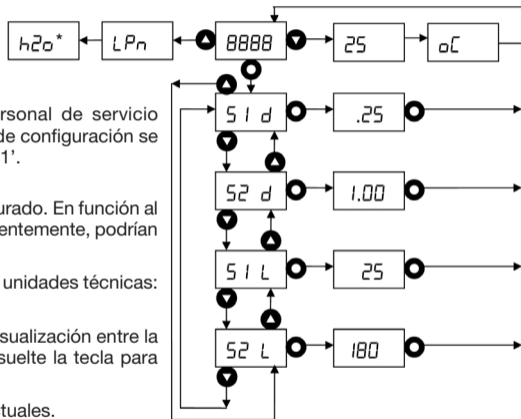 h2o* LPn 8888 25 oC
rsonal de servicio
de configuración se
1'.
S1 d .25
urado. En función al
entemente, podrían
S2 d 1.00
unidades técnicas:
S1 L 25
sualización entre la
suelte la tecla para
S2 L 180
ctuales.